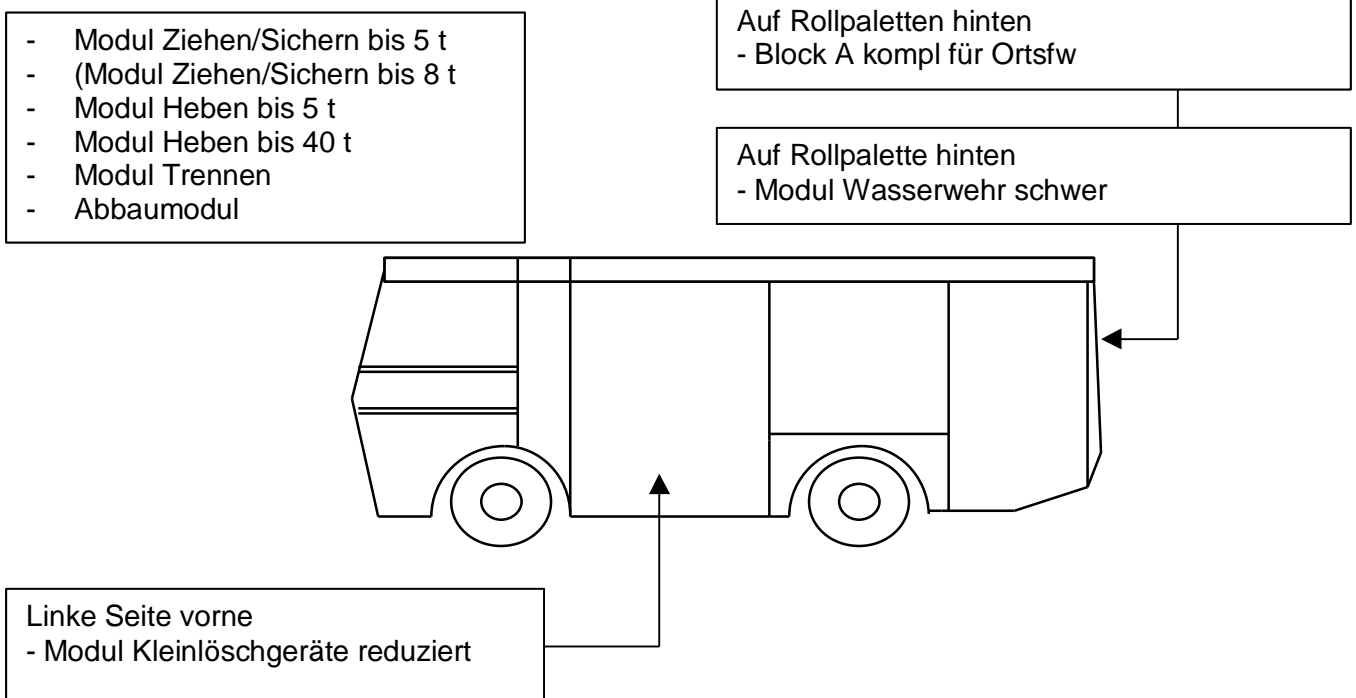 - Modul Ziehen/Sichern bis 5 t
- (Modul Ziehen/Sichern bis 8 t
- Modul Heben bis 5 t
- Modul Heben bis 40 t
- Modul Trennen
- Abbaumodul
Auf Rollpaletten hinten
- Block A kompl für Ortsfw
Auf Rollpalette hinten
- Modul Wasserwehr schwer
Linke Seite vorne
- Modul Kleinlöschgeräte reduziert